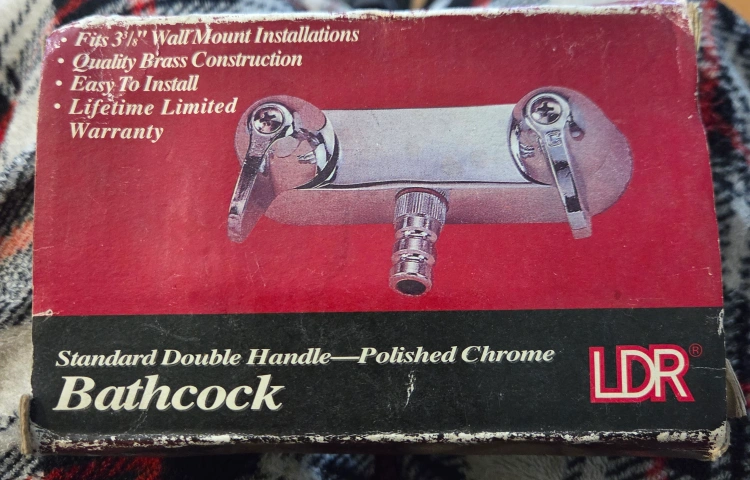 • Fits 3⅜" Wall Mount Installations
• Quality Brass Construction
• Easy To Install
• Lifetime Limited
Warranty
Standard Double Handle—Polished Chrome
Bathcock
LDR®